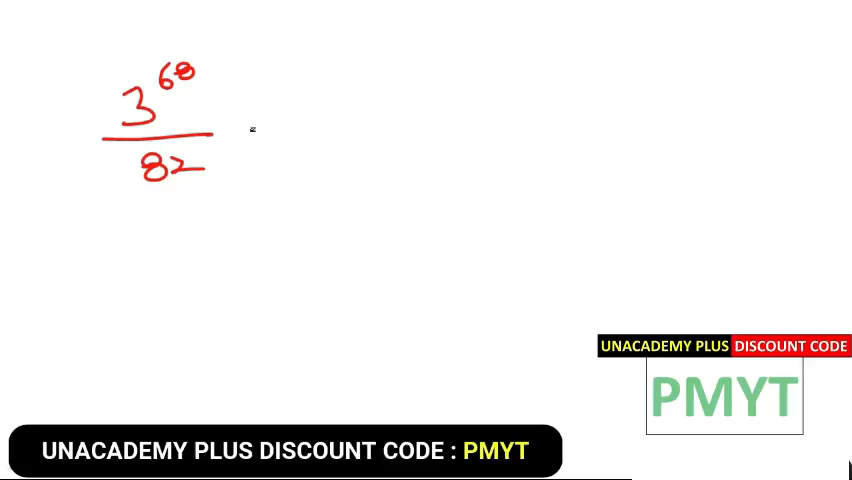 3^68
82
UNACADEMY PLUS DISCOUNT CODE
PMYT
UNACADEMY PLUS DISCOUNT CODE : PMYT